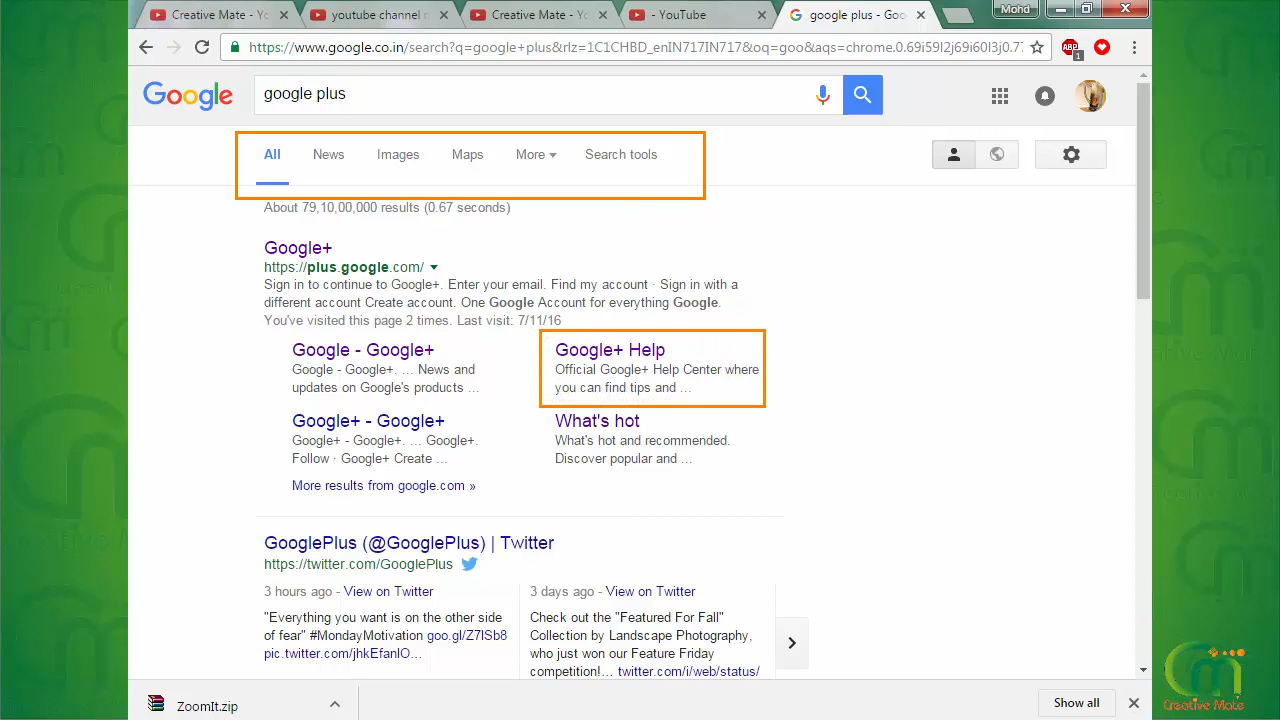 Creative Mate - Yo
youtube channel
Creative Mate - Yo
- YouTube
google plus - Goo
Mohd
https://www.google.co.in/search?q=google+plus&rlz=1C1CHBD_enIN717IN717&oq=goo&aqs=chrome.0.69i59l2j69i60l3j0.77
ABP
1
Google
google plus
All
News
Images
Maps
More
Search tools
About 79,10,00,000 results (0.67 seconds)
Google+
https://plus.google.com/
Sign in to continue to Google+. Enter your email. Find my account · Sign in with a
different account Create account. One Google Account for everything Google.
You've visited this page 2 times. Last visit: 7/11/16
Google - Google+
Google - Google+. ... News and
updates on Google's products ...
Google+ Help
Official Google+ Help Center where
you can find tips and ...
Google+ - Google+
Google+ - Google+. ... Google+.
Follow · Google+ Create ...
What's hot
What's hot and recommended.
Discover popular and ...
More results from google.com »
GooglePlus (@GooglePlus) | Twitter
https://twitter.com/GooglePlus
3 hours ago - View on Twitter
"Everything you want is on the other side
of fear" #MondayMotivation goo.gl/Z7lSb8
pic.twitter.com/jhkEfanlO...
3 days ago - View on Twitter
Check out the "Featured For Fall"
Collection by Landscape Photography,
who just won our Feature Friday
competition!... twitter.com/i/web/status/
ZoomIt.zip
Show all
Creative Mate